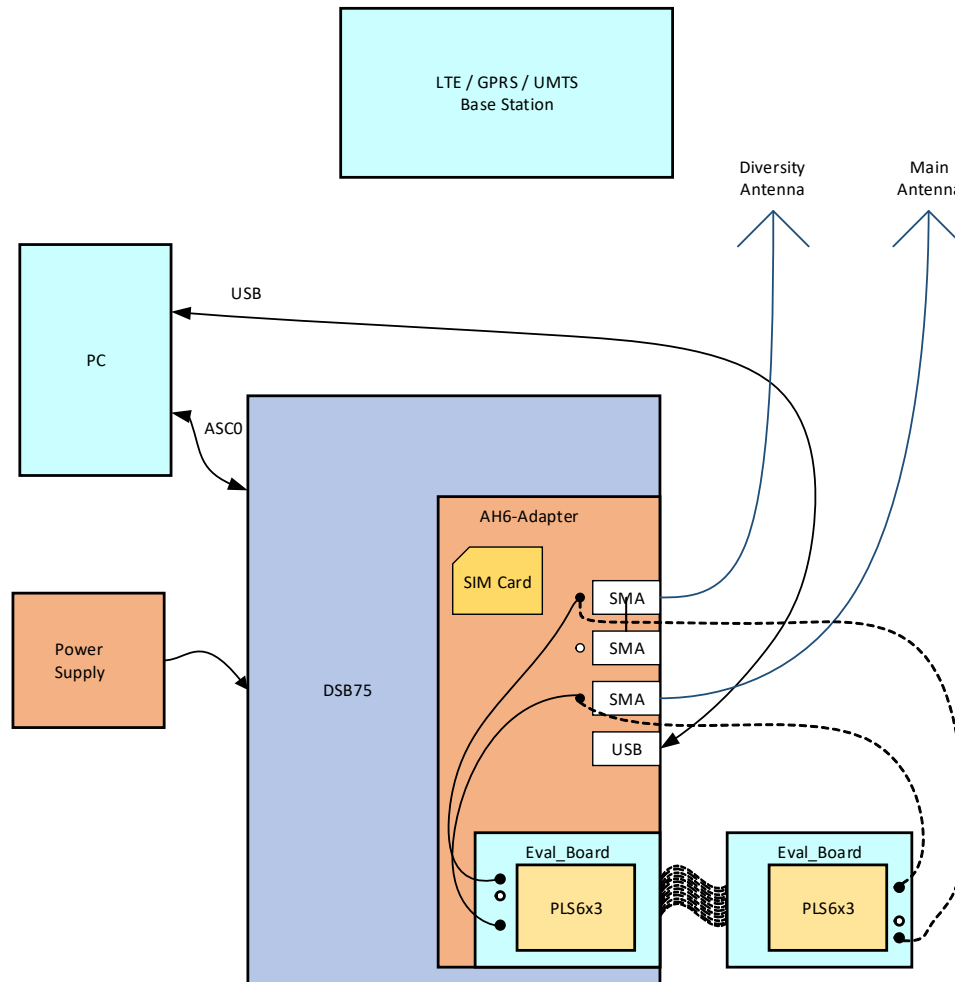 LTE / GPRS / UMTS
Base Station
Diversity
Antenna
Main
Antenna
USB
PC
ASC0
AH6-Adapter
SIM Card
SMA
SMA
SMA
USB
Power
Supply
DSB75
Eval_Board
PLS6x3
Eval_Board
PLS6x3